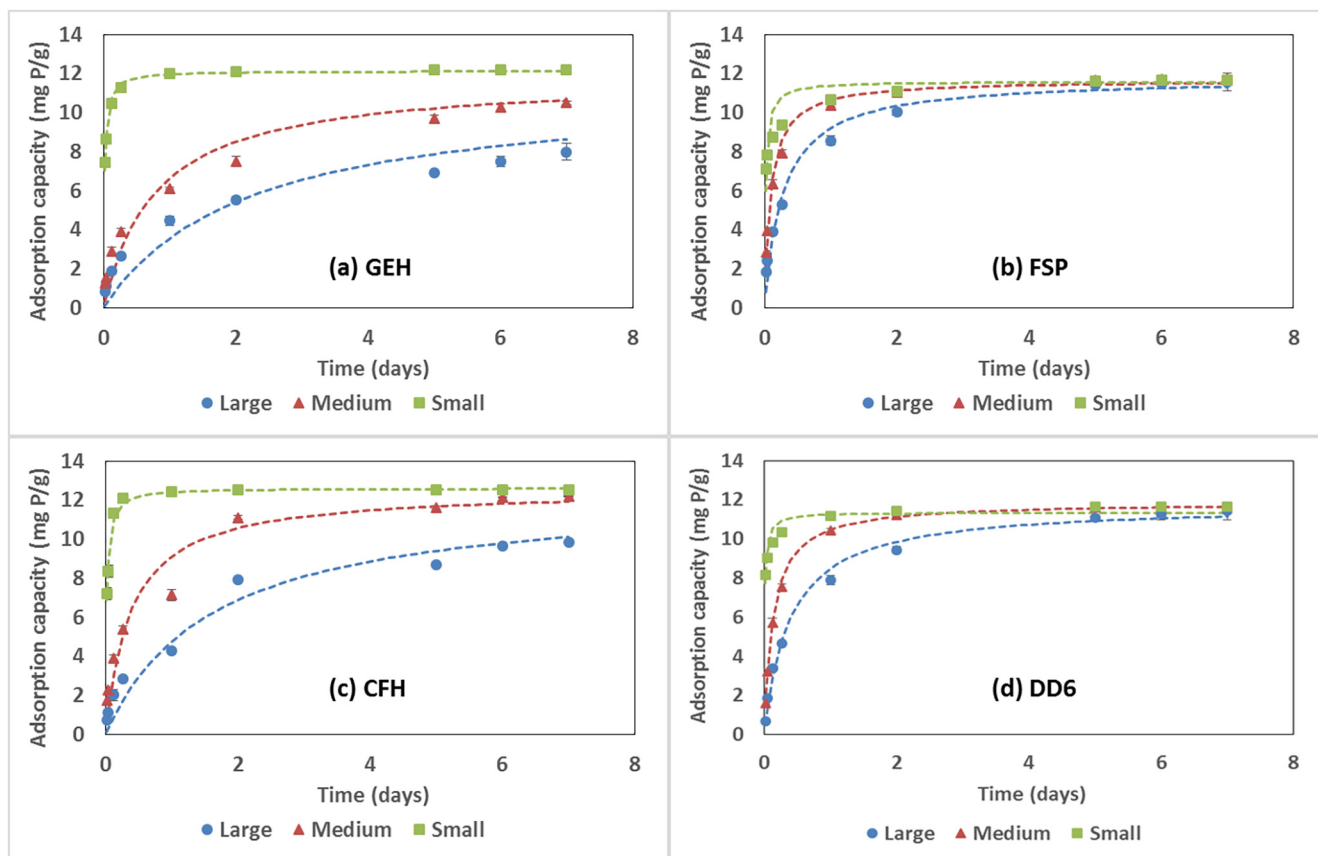 Adsorption capacity (mg P/g)
14
12
10
8
6
4
2
0
(a) GEH
0 2 4 6 8
Time (days)
Large Medium Small
Adsorption capacity (mg P/g)
14
12
10
8
6
4
2
0
(b) FSP
0 2 4 6 8
Time (days)
Large Medium Small
Adsorption capacity (mg P/g)
14
12
10
8
6
4
2
0
(c) CFH
0 2 4 6 8
Time (days)
Large Medium Small
Adsorption capacity (mg P/g)
14
12
10
8
6
4
2
0
(d) DD6
0 2 4 6 8
Time (days)
Large Medium Small